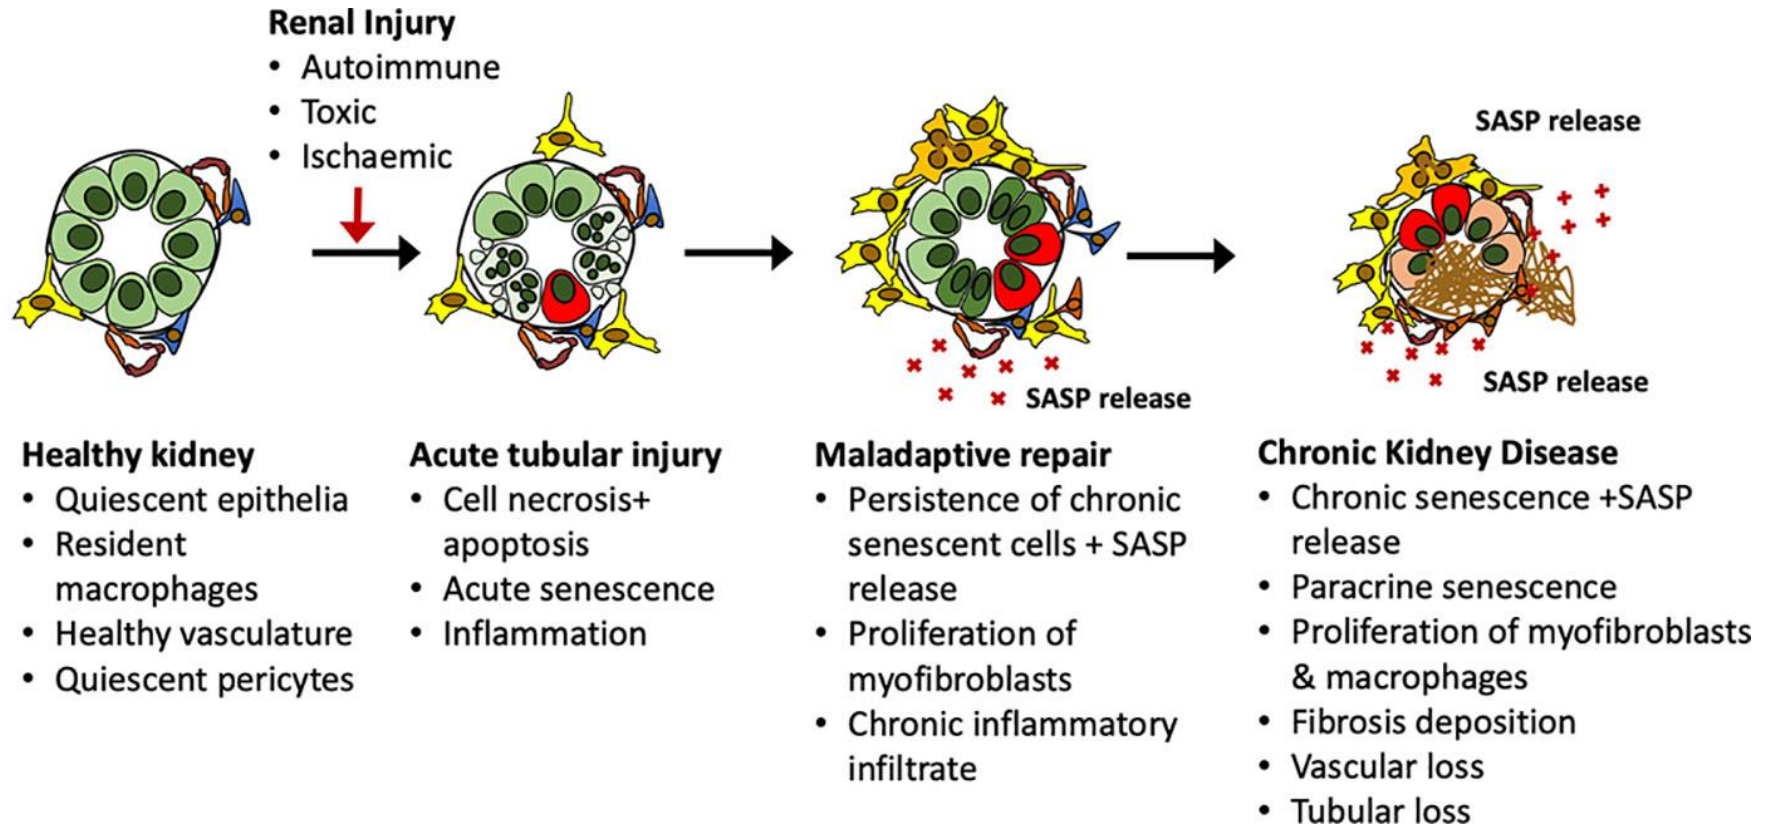 Renal Injury
• Autoimmune
• Toxic
• Ischaemic
SASP release
SASP release
SASP release
Healthy kidney
• Quiescent epithelia
• Resident
macrophages
• Healthy vasculature
• Quiescent pericytes
Acute tubular injury
• Cell necrosis+
apoptosis
• Acute senescence
• Inflammation
Maladaptive repair
• Persistence of chronic
senescent cells + SASP
release
• Proliferation of
myofibroblasts
• Chronic inflammatory
infiltrate
Chronic Kidney Disease
• Chronic senescence +SASP
release
• Paracrine senescence
• Proliferation of myofibroblasts
& macrophages
• Fibrosis deposition
• Vascular loss
• Tubular loss